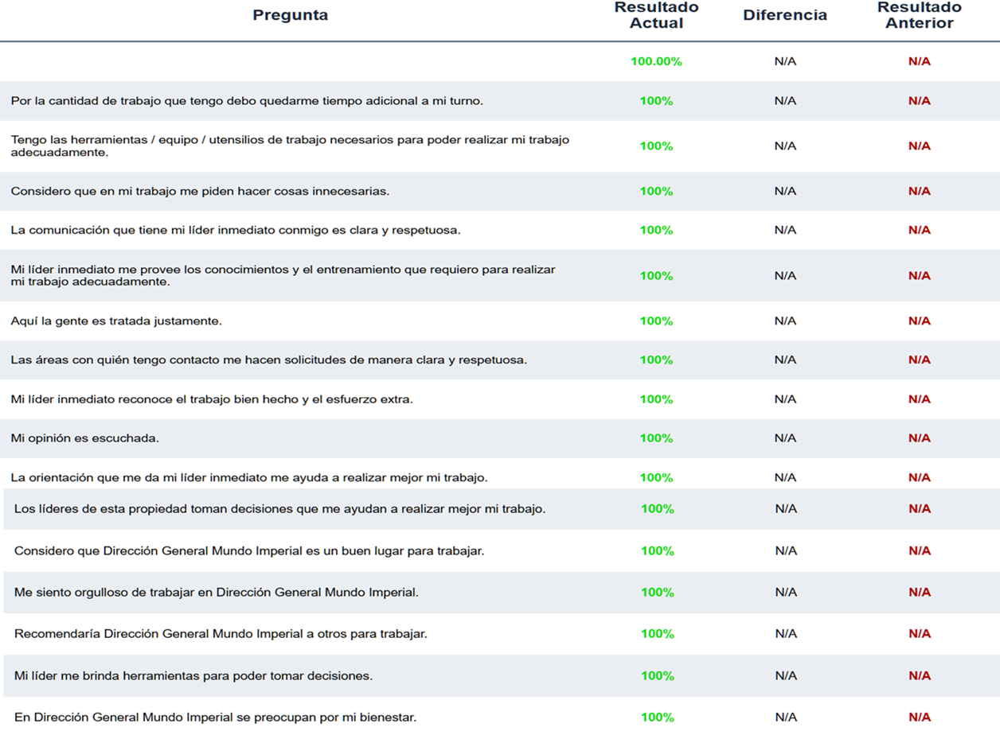 Pregunta Resultado Actual Diferencia Resultado Anterior
100.00% N/A N/A
Por la cantidad de trabajo que tengo debo quedarme tiempo adicional a mi turno. 100% N/A N/A
Tengo las herramientas / equipo / utensilios de trabajo necesarios para poder realizar mi trabajo
adecuadamente. 100% N/A N/A
Considero que en mi trabajo me piden hacer cosas innecesarias. 100% N/A N/A
La comunicación que tiene mi líder inmediato conmigo es clara y respetuosa. 100% N/A N/A
Mi líder inmediato me provee los conocimientos y el entrenamiento que requiero para realizar
mi trabajo adecuadamente. 100% N/A N/A
Aquí la gente es tratada justamente. 100% N/A N/A
Las áreas con quién tengo contacto me hacen solicitudes de manera clara y respetuosa. 100% N/A N/A
Mi líder inmediato reconoce el trabajo bien hecho y el esfuerzo extra. 100% N/A N/A
Mi opinión es escuchada. 100% N/A N/A
La orientación que me da mi líder inmediato me ayuda a realizar mejor mi trabajo. 100% N/A N/A
Los líderes de esta propiedad toman decisiones que me ayudan a realizar mejor mi trabajo. 100% N/A N/A
Considero que Dirección General Mundo Imperial es un buen lugar para trabajar. 100% N/A N/A
Me siento orgulloso de trabajar en Dirección General Mundo Imperial. 100% N/A N/A
Recomendaría Dirección General Mundo Imperial a otros para trabajar. 100% N/A N/A
Mi líder me brinda herramientas para poder tomar decisiones. 100% N/A N/A
En Dirección General Mundo Imperial se preocupan por mi bienestar. 100% N/A N/A